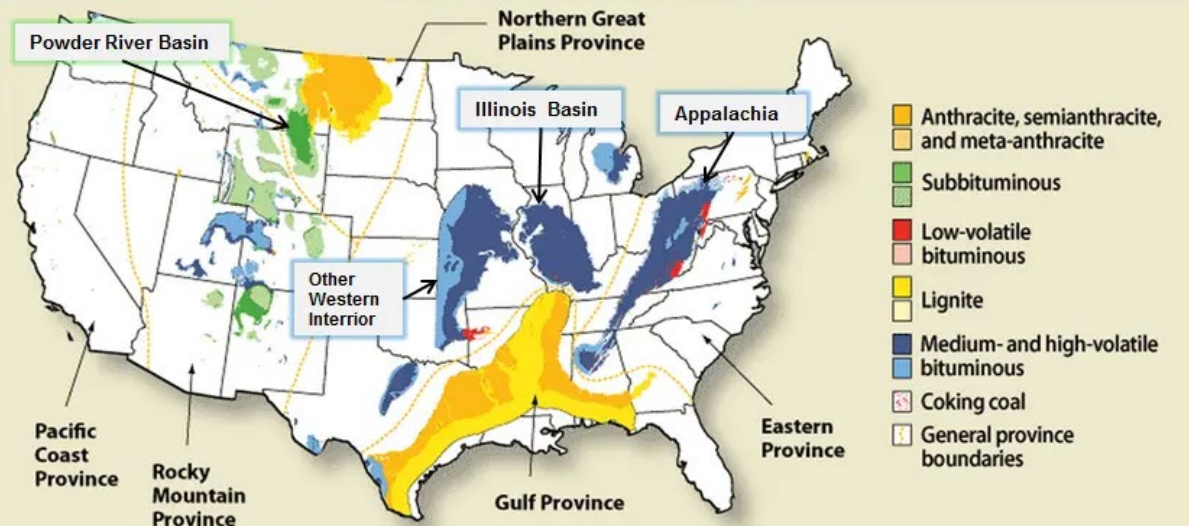 Powder River Basin
Northern Great
Plains Province
Illinois Basin
Appalachia
Other
Western
Interrior
Pacific
Coast
Province
Rocky
Mountain
Province
Gulf Province
Eastern
Province
Anthracite, semianthracite,
and meta-anthracite
Subbituminous
Low-volatile
bituminous
Lignite
Medium- and high-volatile
bituminous
Coking coal
General province
boundaries